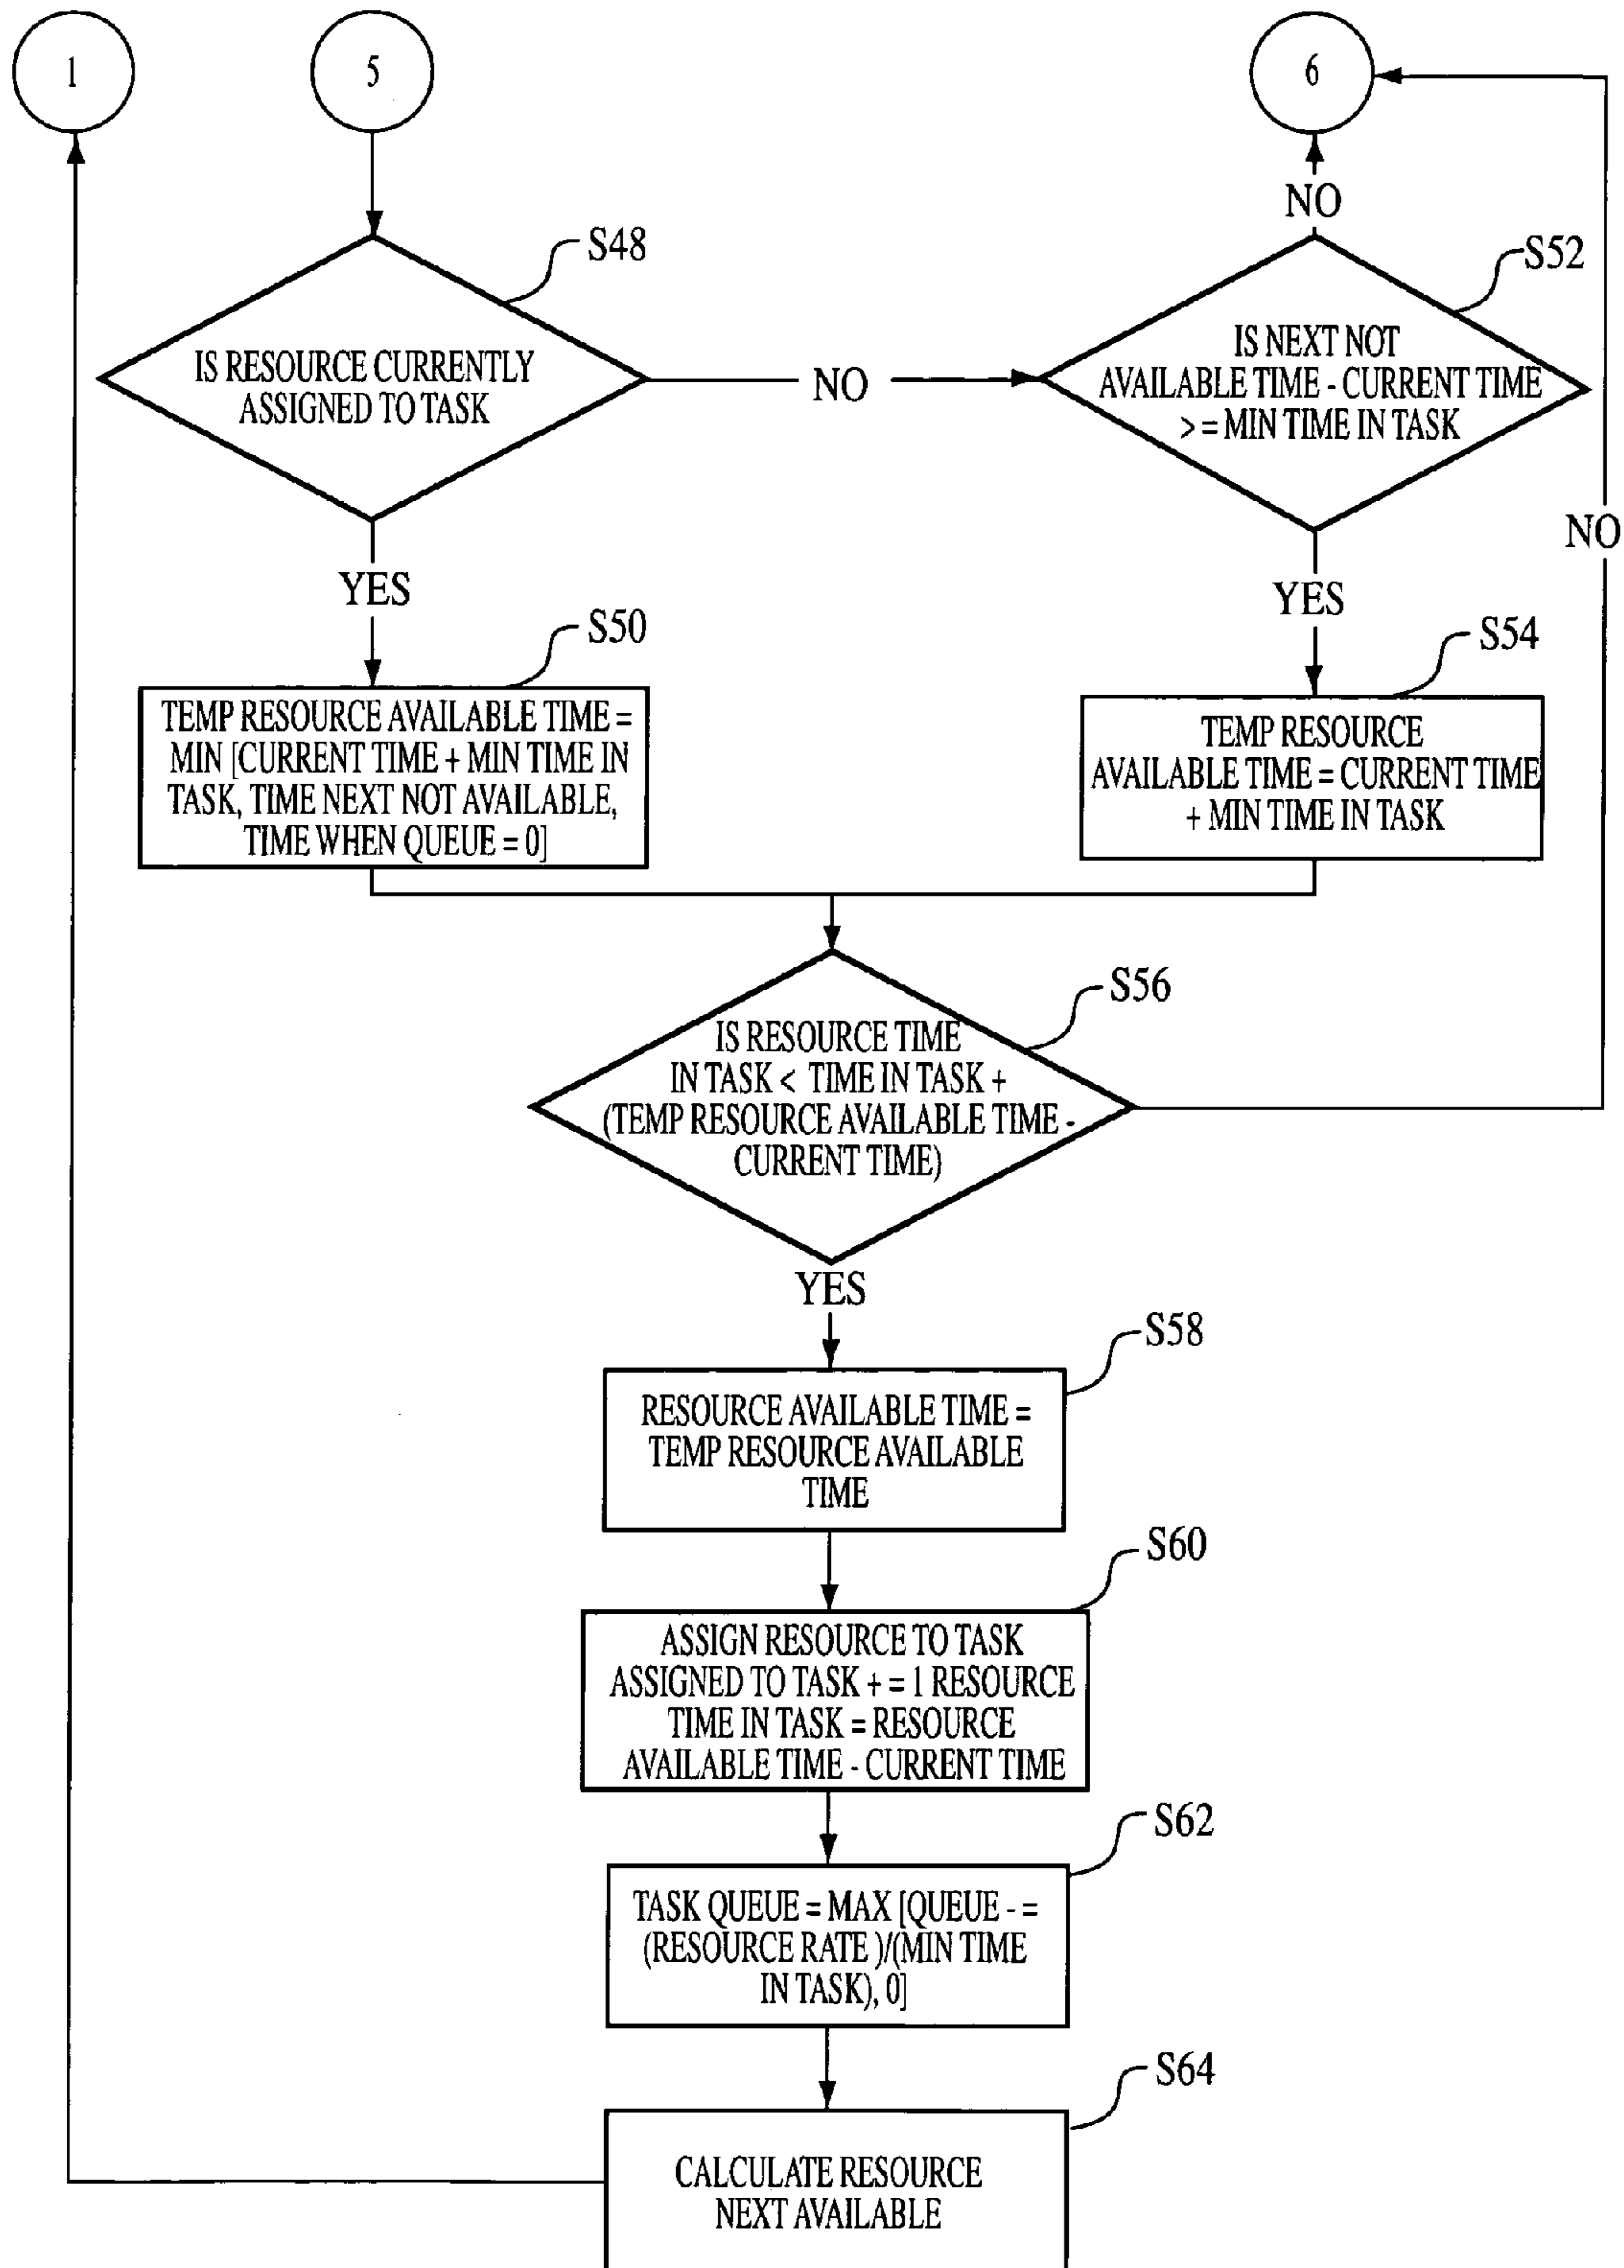 1
5
6
NO
S48
S52
IS RESOURCE CURRENTLY
ASSIGNED TO TASK
NO
IS NEXT NOT
AVAILABLE TIME - CURRENT TIME
> = MIN TIME IN TASK
NO
YES
YES
S50
S54
TEMP RESOURCE AVAILABLE TIME =
MIN [CURRENT TIME + MIN TIME IN
TASK, TIME NEXT NOT AVAILABLE,
TIME WHEN QUEUE = 0]
TEMP RESOURCE
AVAILABLE TIME = CURRENT TIME
+ MIN TIME IN TASK
S56
IS RESOURCE TIME
IN TASK < TIME IN TASK +
(TEMP RESOURCE AVAILABLE TIME -
CURRENT TIME)
YES
S58
RESOURCE AVAILABLE TIME =
TEMP RESOURCE AVAILABLE
TIME
S60
ASSIGN RESOURCE TO TASK
ASSIGNED TO TASK + = 1 RESOURCE
TIME IN TASK = RESOURCE
AVAILABLE TIME - CURRENT TIME
S62
TASK QUEUE = MAX [QUEUE - =
(RESOURCE RATE )/(MIN TIME
IN TASK), 0]
S64
CALCULATE RESOURCE
NEXT AVAILABLE